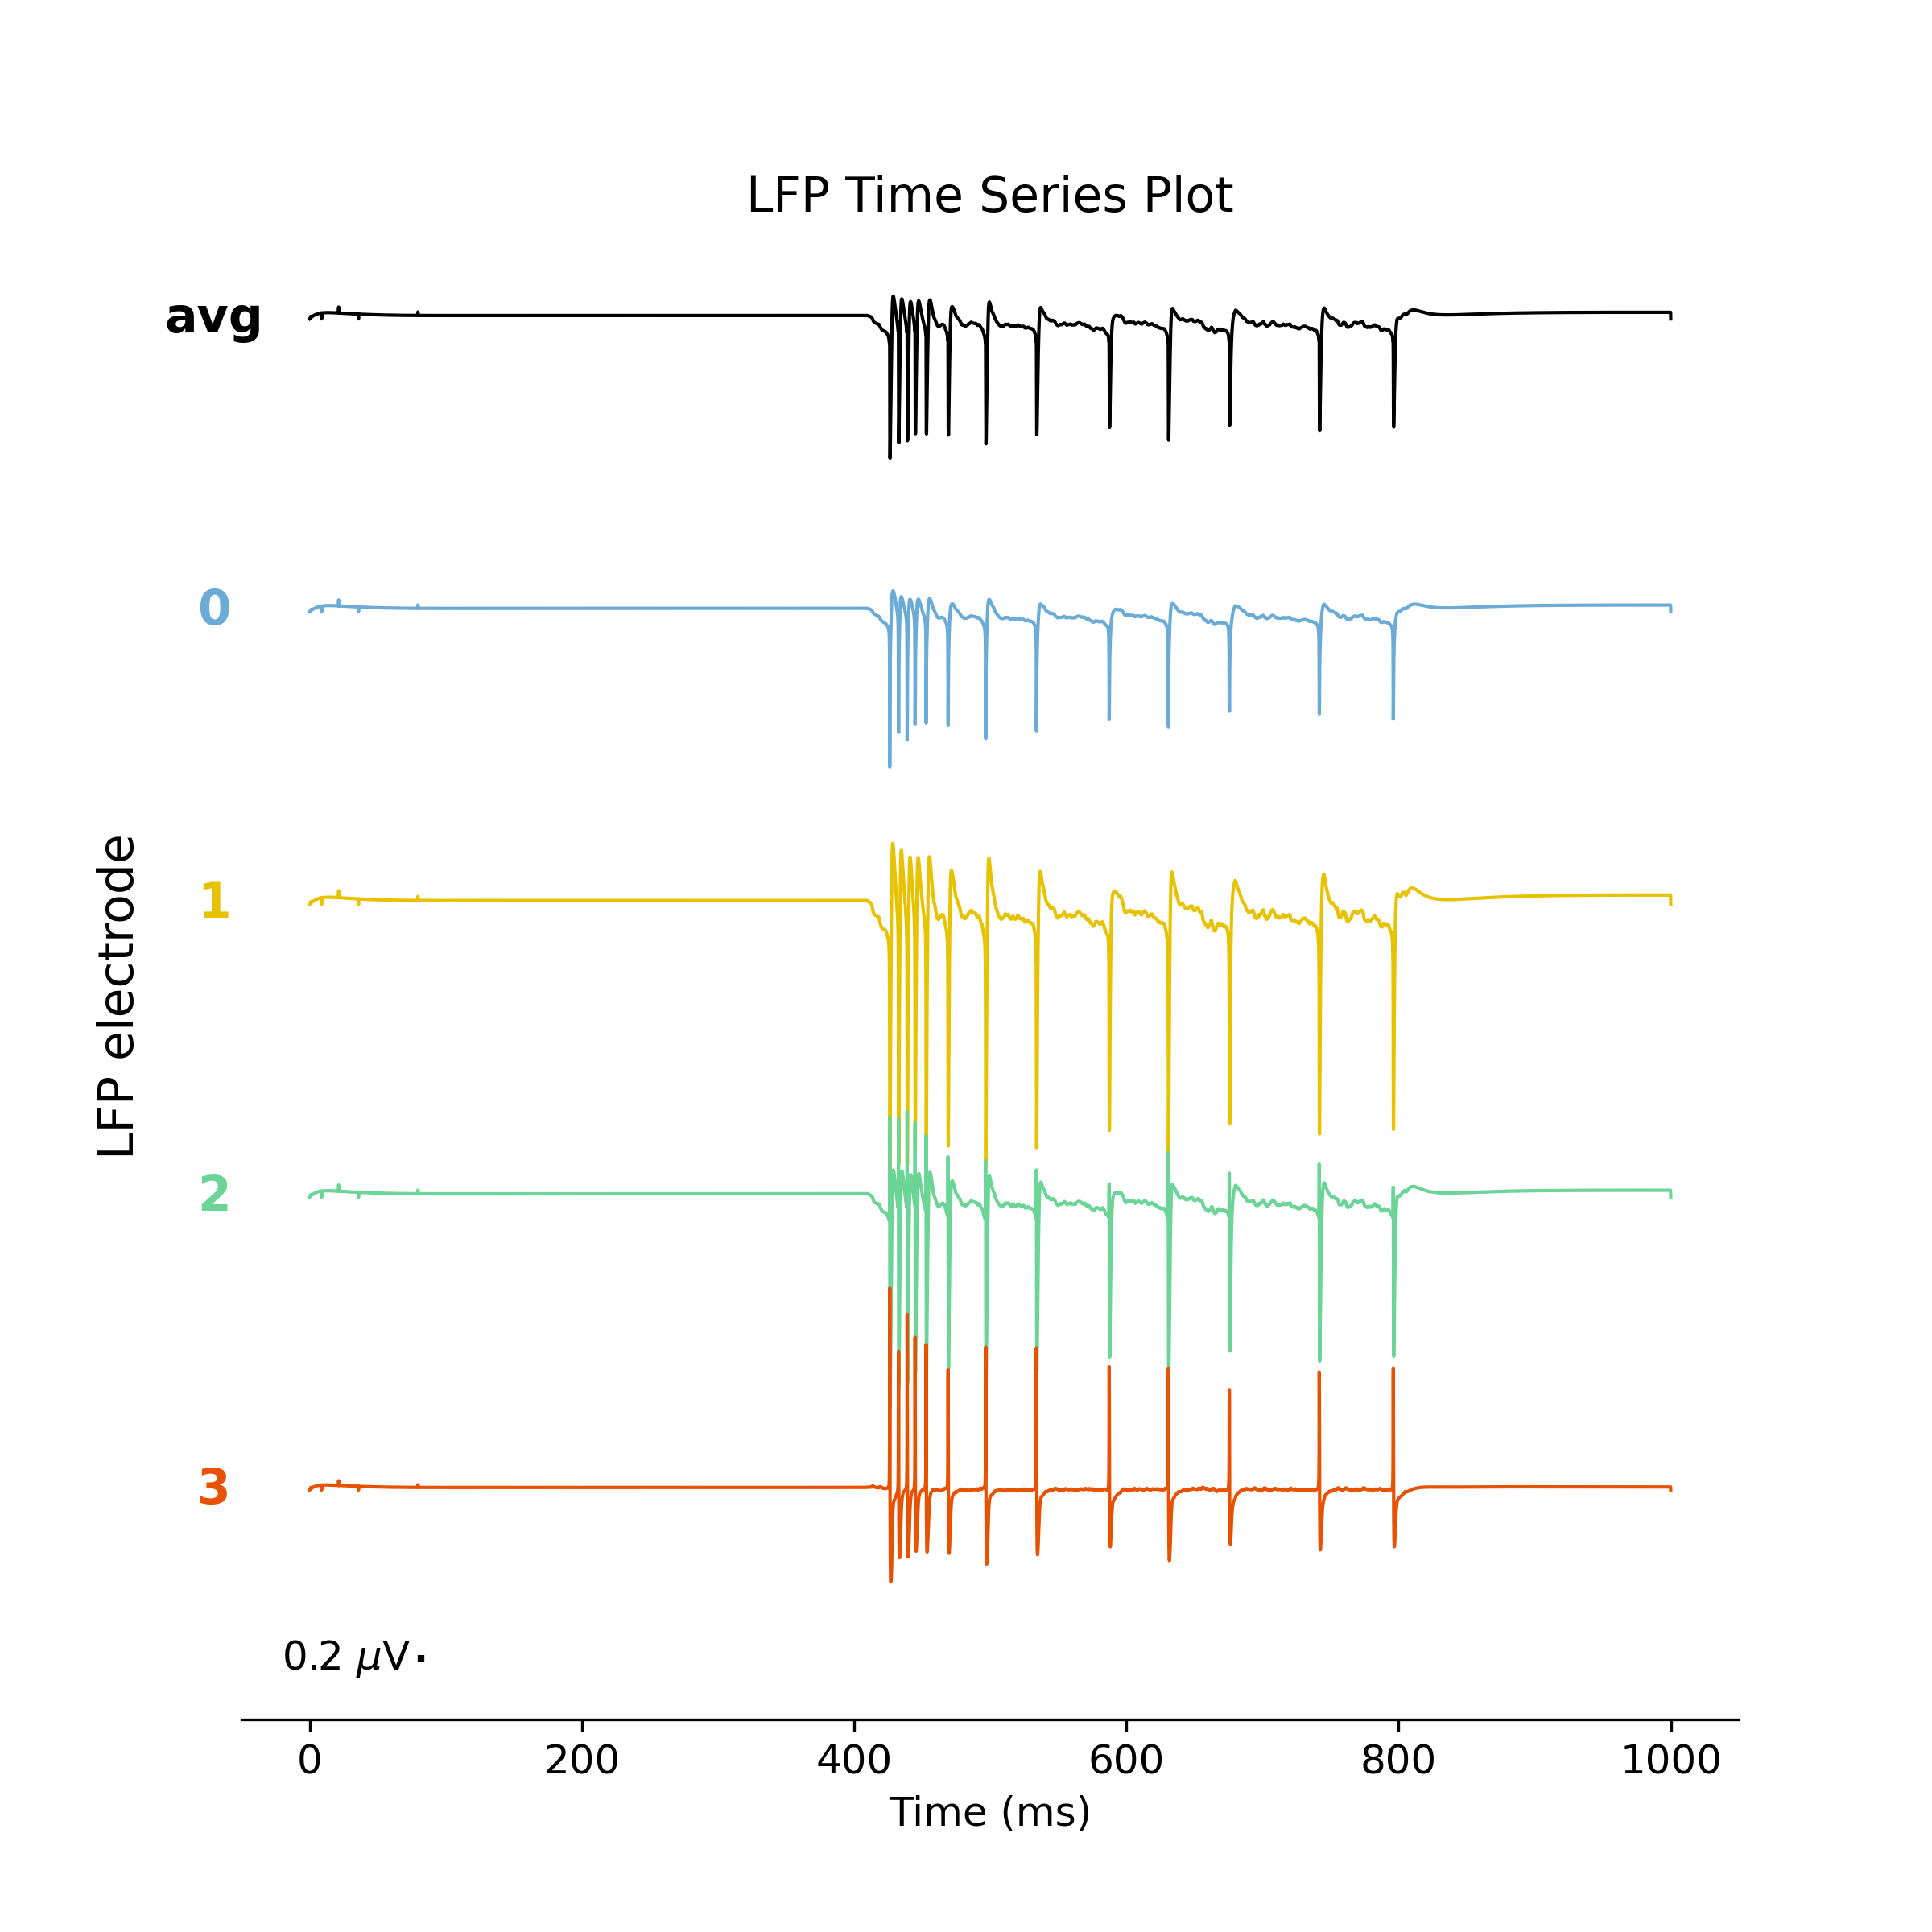 LFP Time Series Plot
avg
0
1
2
3
LFP electrode
0.2 μV
0 200 400 600 800 1000
Time (ms)